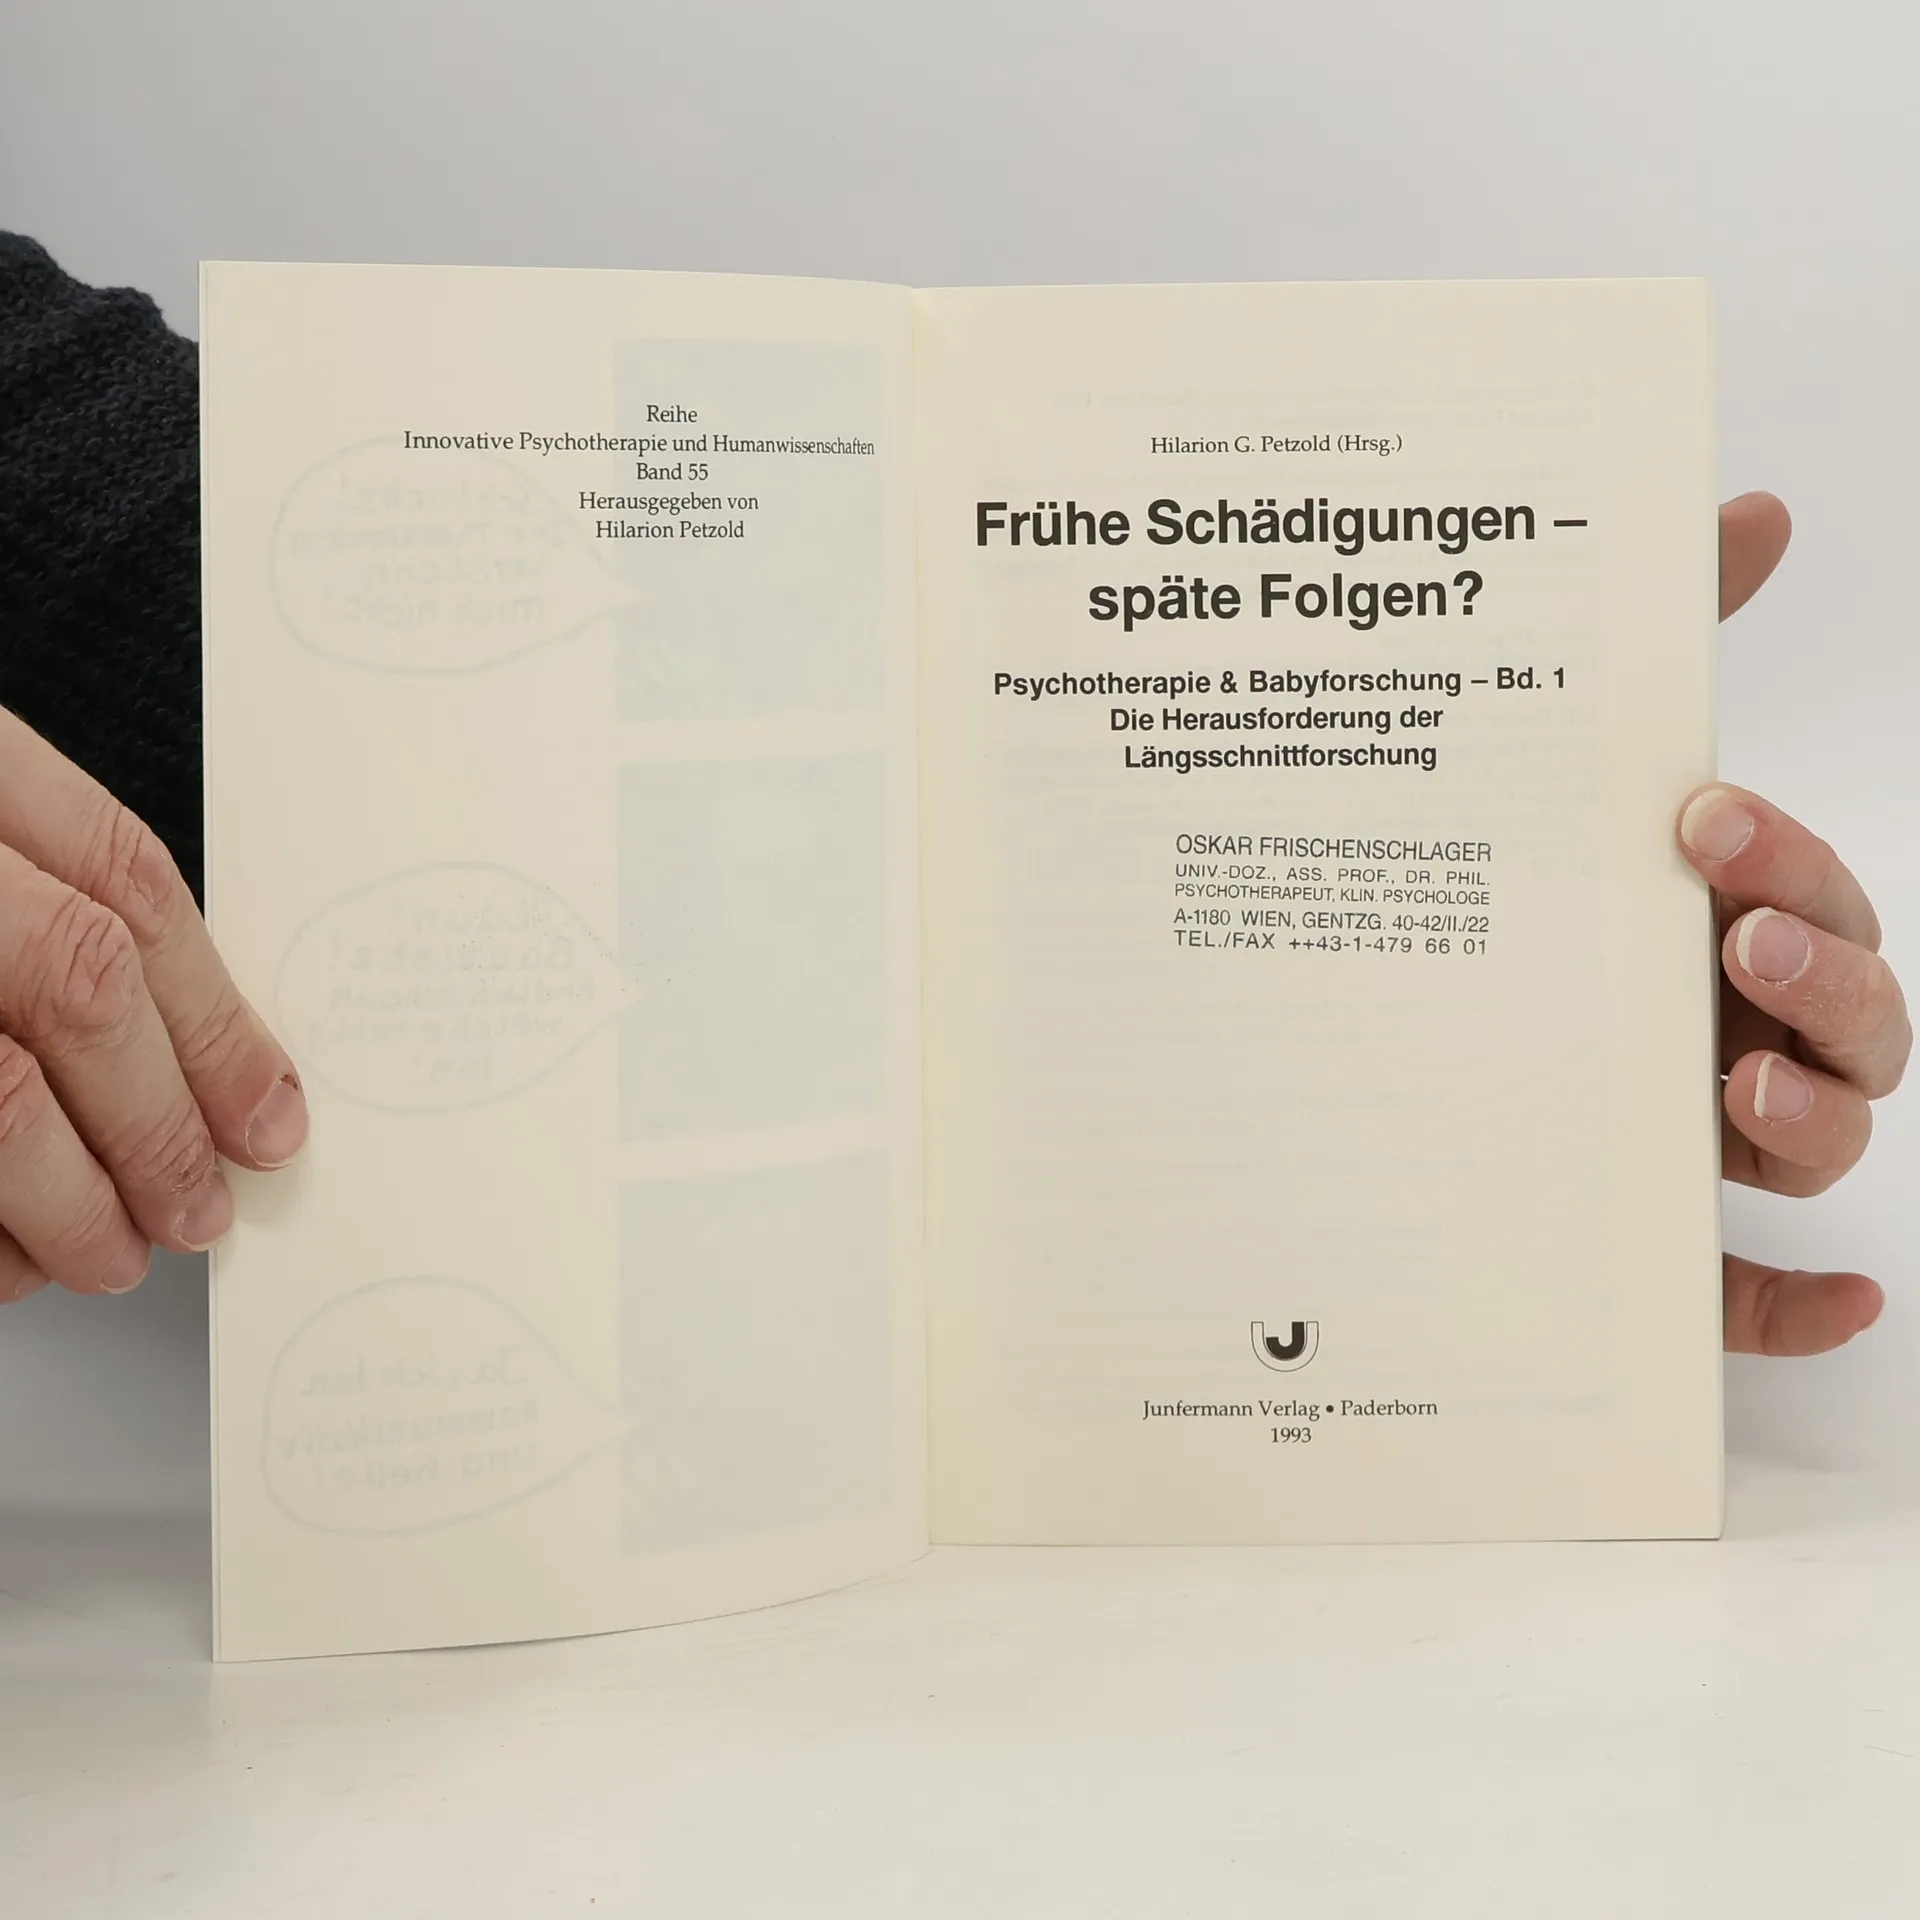 Reihe
Innovative Psychotherapie und Humanwissenschaften
Band 55
Herausgegeben von
Hilarion Petzold
Hilarion G. Petzold (Hrsg.)
Frühe Schädigungen –
späte Folgen?
Psychotherapie & Babyforschung – Bd. 1
Die Herausforderung der
Längsschnittforschung
OSKAR FRISCHENSCHLAGER
UNIV.-DOZ., ASS. PROF., DR. PHIL.
PSYCHOTHERAPEUT, KLIN. PSYCHOLOGE
A-1180 WIEN, GENTZG. 40-42/II./22
TEL./FAX ++43-1-479 66 01
Junfermann Verlag • Paderborn
1993